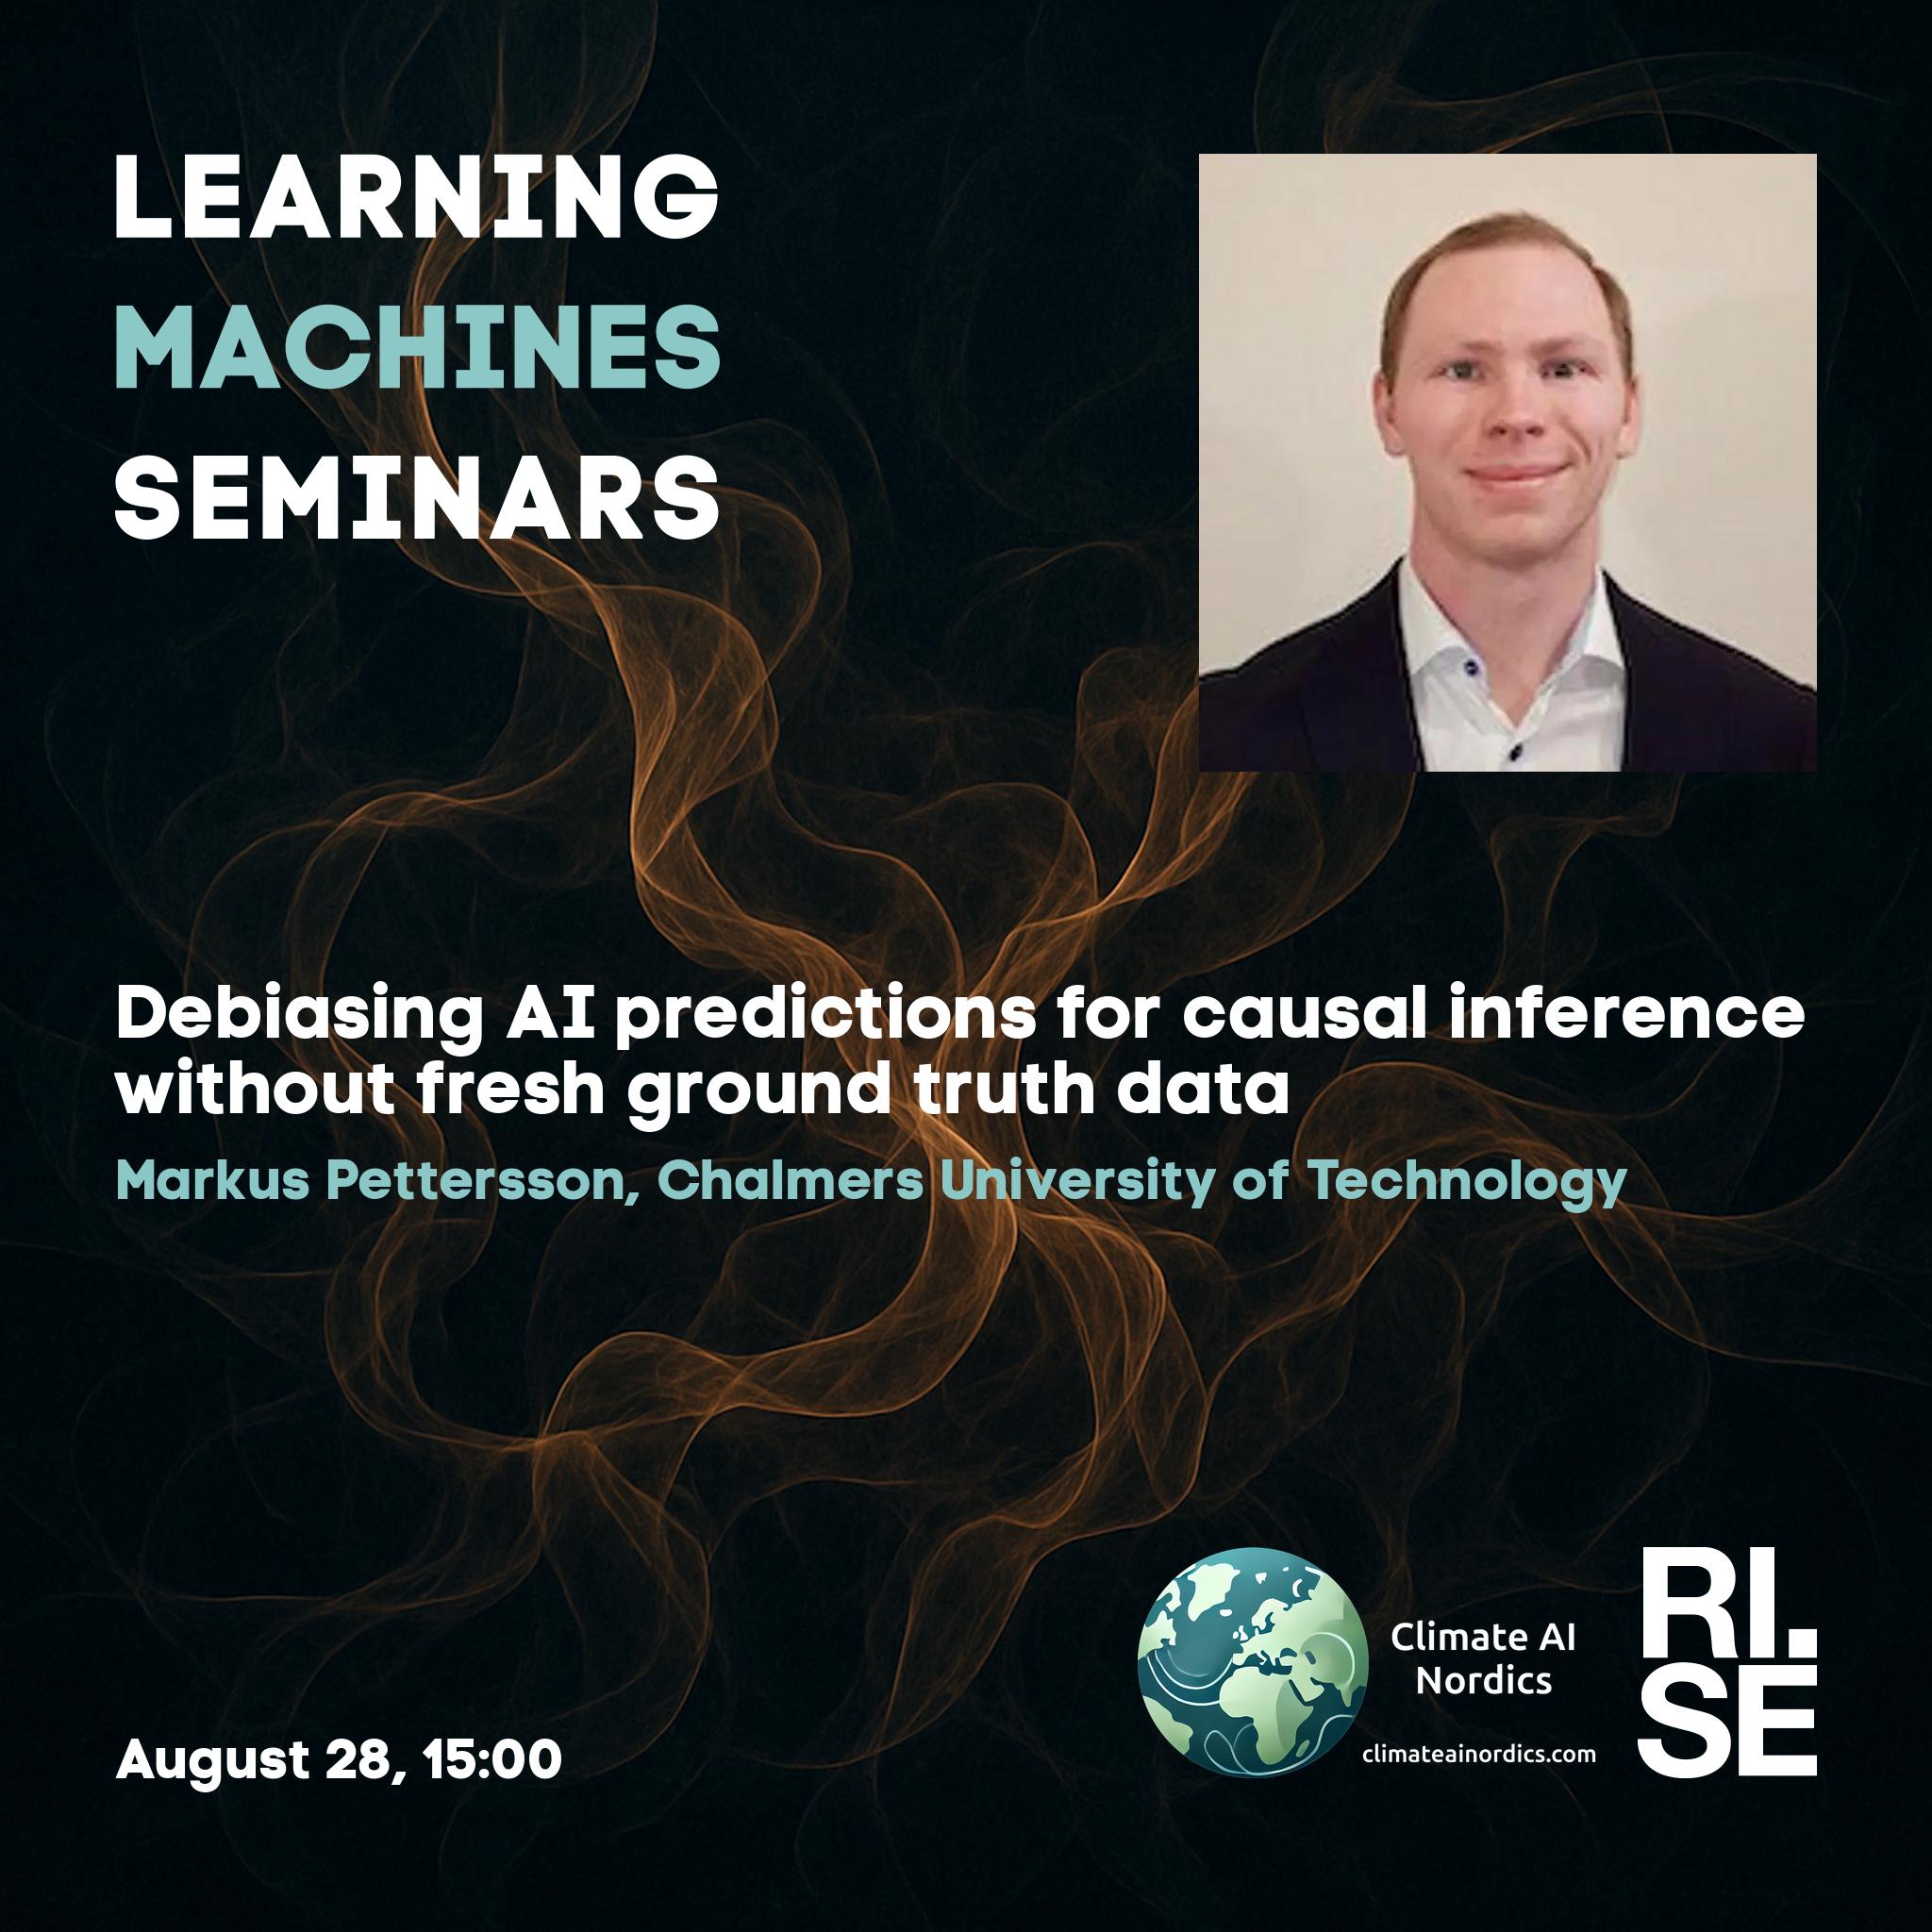 LEARNING
MACHINES
SEMINARS
Debiasing AI predictions for causal inference
without fresh ground truth data
Markus Pettersson, Chalmers University of Technology
August 28, 15:00
Climate AI
Nordics
climateainordics.com
RI.
SE